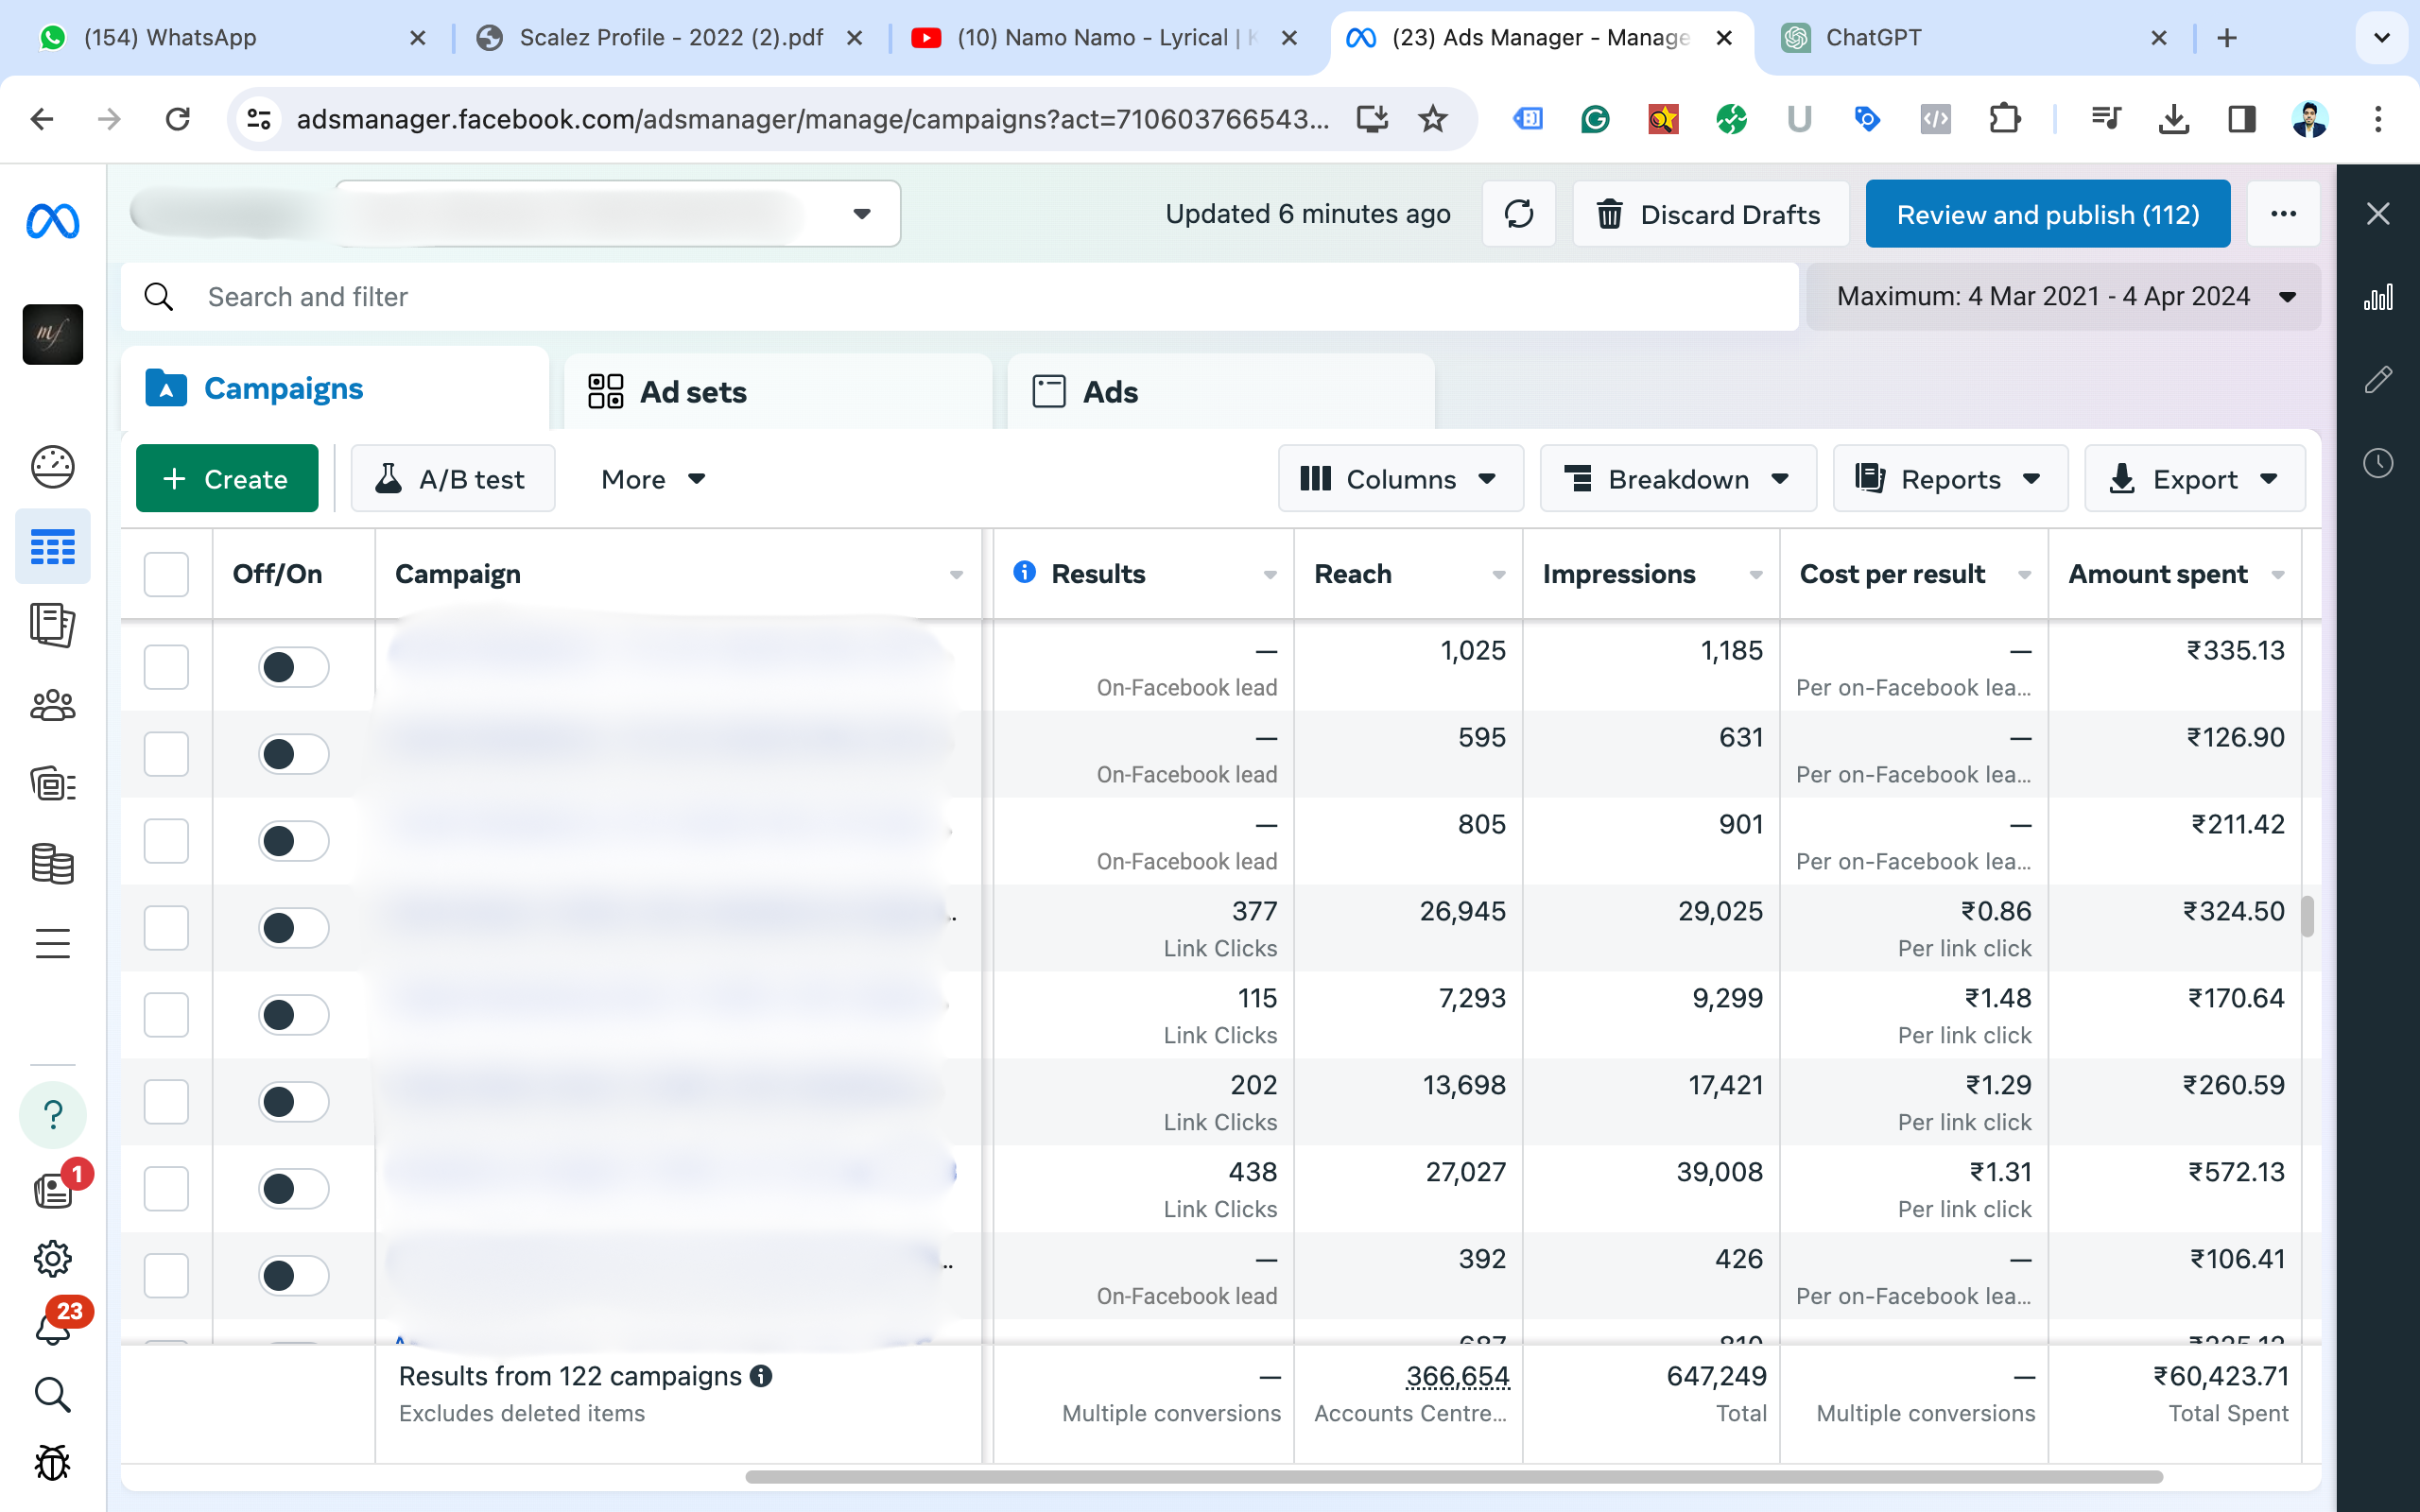 (154) WhatsApp
Scalez Profile - 2022 (2).pdf
(10) Namo Namo - Lyrical |
(23) Ads Manager - Manage
ChatGPT
adsmanager.facebook.com/adsmanager/manage/campaigns?act=710603766543...
Updated 6 minutes ago
Discard Drafts
Review and publish (112)
Search and filter
Maximum: 4 Mar 2021 - 4 Apr 2024
mf
Campaigns
Ad sets
Ads
+ Create
A/B test
More
Columns
Breakdown
Reports
Export
Off/On
Campaign
Results
Reach
Impressions
Cost per result
Amount spent
— 1,025 1,185 — ₹335.13
On-Facebook lead Per on-Facebook lea...
— 595 631 — ₹126.90
On-Facebook lead Per on-Facebook lea...
— 805 901 — ₹211.42
On-Facebook lead Per on-Facebook lea...
377 26,945 29,025 ₹0.86 ₹324.50
Link Clicks Per link click
115 7,293 9,299 ₹1.48 ₹170.64
Link Clicks Per link click
202 13,698 17,421 ₹1.29 ₹260.59
Link Clicks Per link click
438 27,027 39,008 ₹1.31 ₹572.13
Link Clicks Per link click
— 392 426 — ₹106.41
On-Facebook lead Per on-Facebook lea...
Results from 122 campaigns — 366,654 647,249 — ₹60,423.71
Excludes deleted items Multiple conversions Accounts Centre... Total Multiple conversions Total Spent
1
23